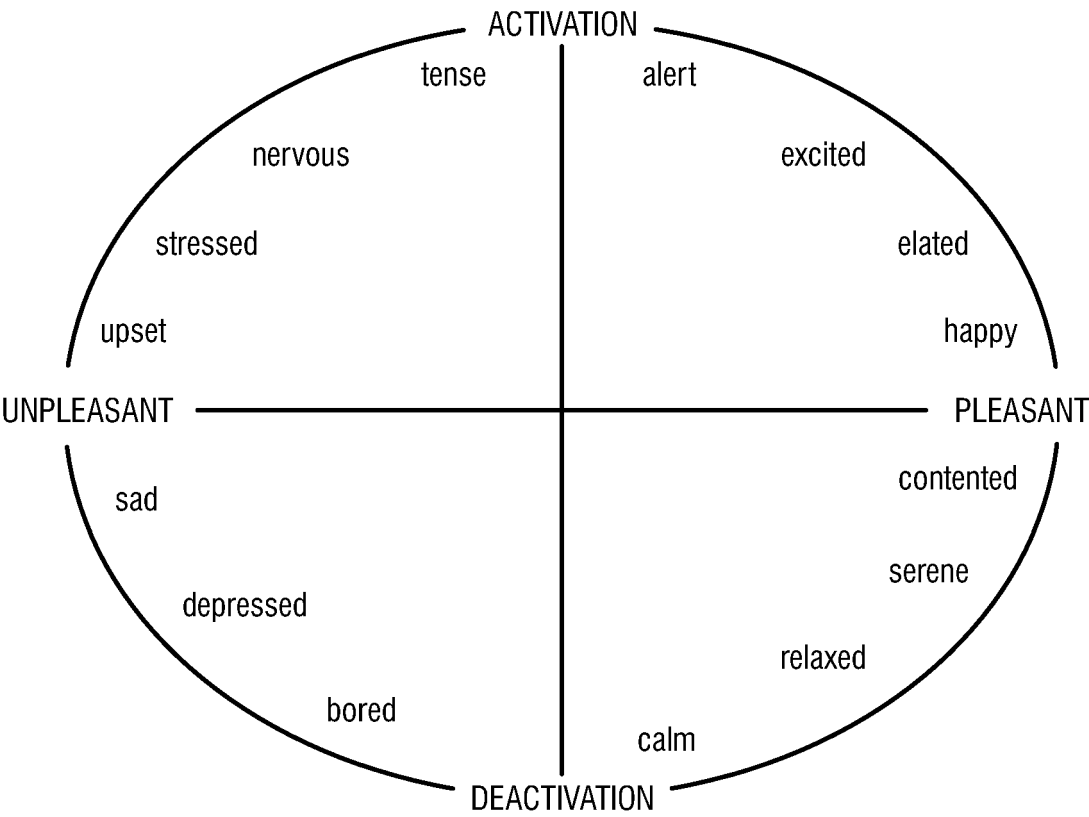 ACTIVATION
tense alert
nervous excited
stressed elated
upset happy
UNPLEASANT PLEASANT
contented
sad
serene
depressed
relaxed
bored
calm
DEACTIVATION